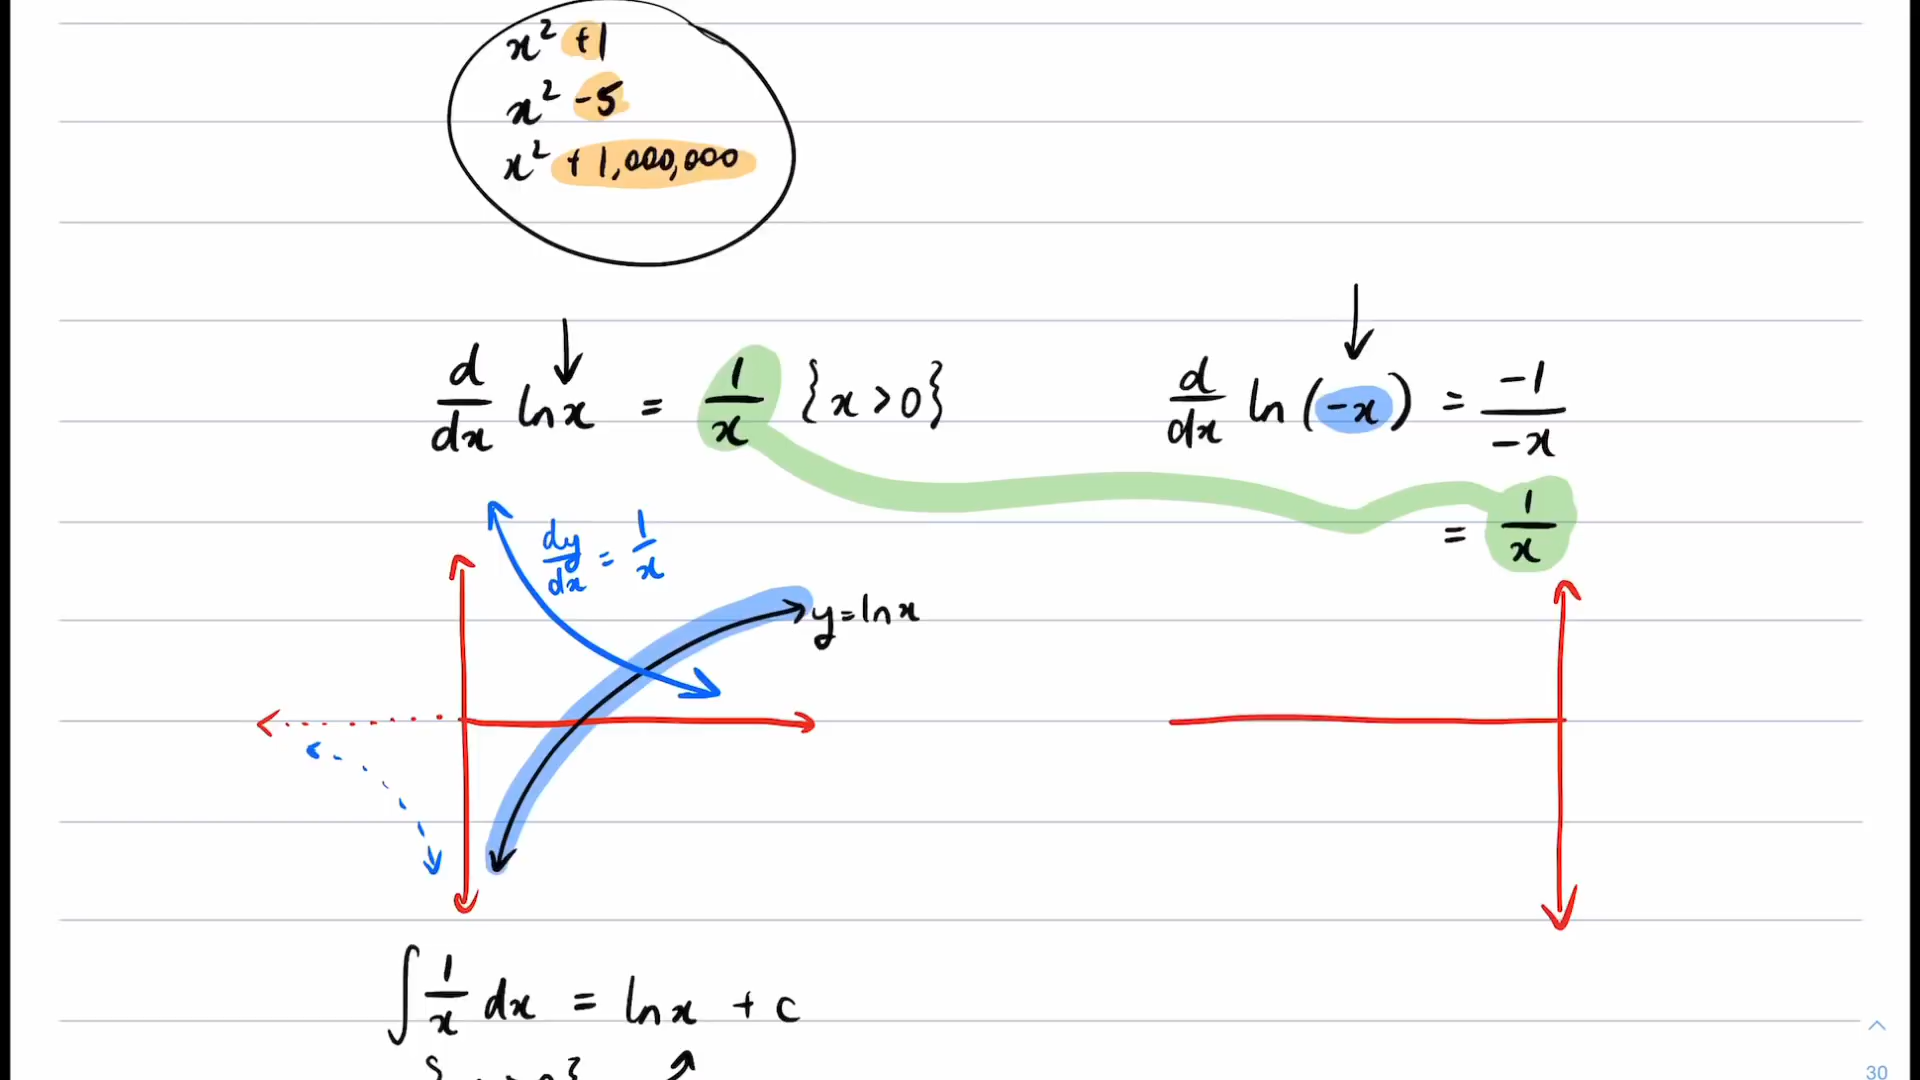 x² +1
x² -5
x² + 1,000,000
d/dx ln x = 1/x {x > 0}
d/dx ln (-x) = -1/-x
= 1/x
dy/dx = 1/x
y = ln x
∫ 1/x dx = ln x + c
30